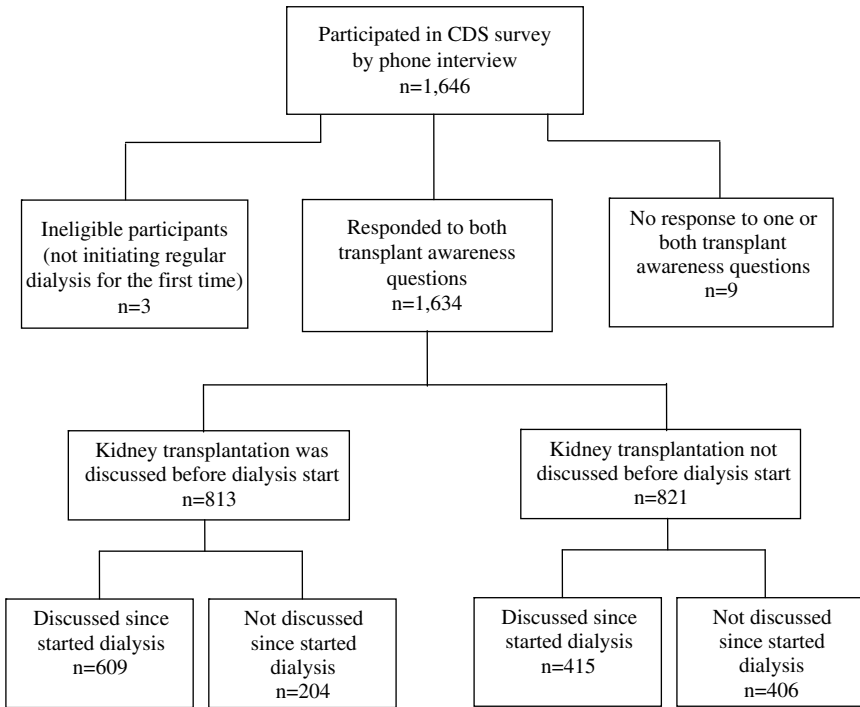 Participated in CDS survey
by phone interview
n=1,646
Ineligible participants
(not initiating regular
dialysis for the first time)
n=3
Responded to both
transplant awareness
questions
n=1,634
No response to one or
both transplant
awareness questions
n=9
Kidney transplantation was
discussed before dialysis start
n=813
Kidney transplantation not
discussed before dialysis start
n=821
Discussed since
started dialysis
n=609
Not discussed
since started
dialysis
n=204
Discussed since
started dialysis
n=415
Not discussed
since started
dialysis
n=406